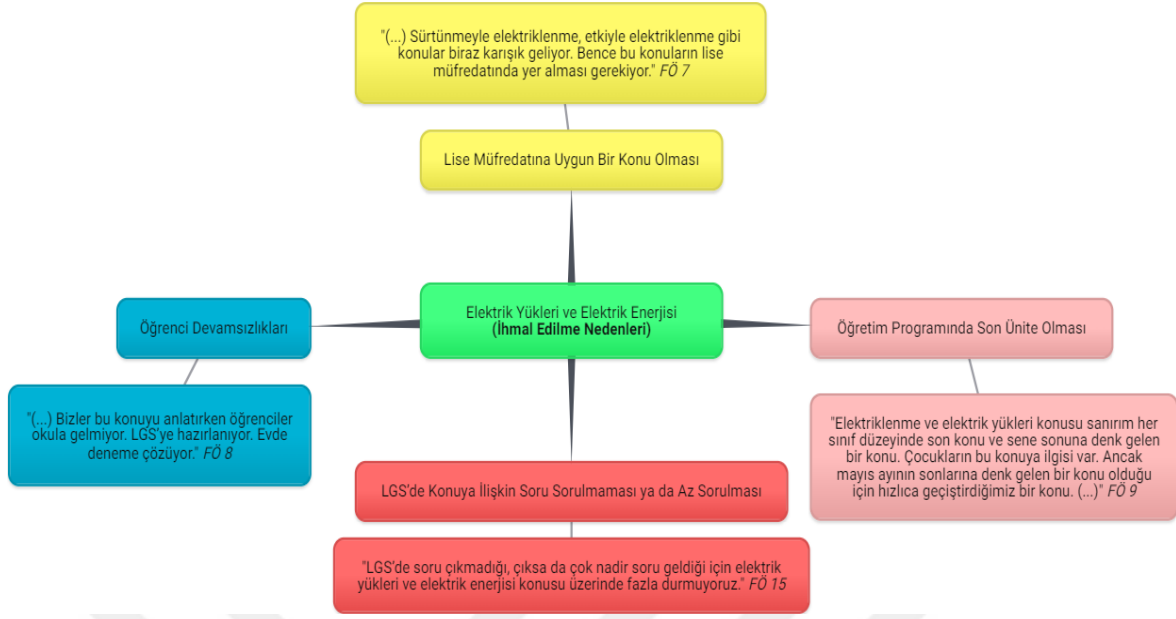 "(...) Sürtünmeyle elektriklenme, etkiyle elektriklenme gibi
konular biraz karışık geliyor. Bence bu konuların lise
müfredatında yer alması gerekiyor." FÖ 7
Lise Müfredatına Uygun Bir Konu Olması
Elektrik Yükleri ve Elektrik Enerjisi
(İhmal Edilme Nedenleri)
Öğrenci Devamsızlıkları
"(...) Bizler bu konuyu anlatırken öğrenciler
okula gelmiyor. LGS'ye hazırlanıyor. Evde
deneme çözüyor." FÖ 8
Öğretim Programında Son Ünite Olması
"Elektriklenme ve elektrik yükleri konusu sanırım her
sınıf düzeyinde son konu ve sene sonuna denk gelen
bir konu. Çocukların bu konuya ilgisi var. Ancak
mayıs ayının sonlarına denk gelen bir konu olduğu
için hızlıca geçiştirdiğimiz bir konu. (...)" FÖ 9
LGS'de Konuya İlişkin Soru Sorulmaması ya da Az Sorulması
"LGS'de soru çıkmadığı, çıksa da çok nadir soru geldiği için elektrik
yükleri ve elektrik enerjisi konusu üzerinde fazla durmuyoruz." FÖ 15